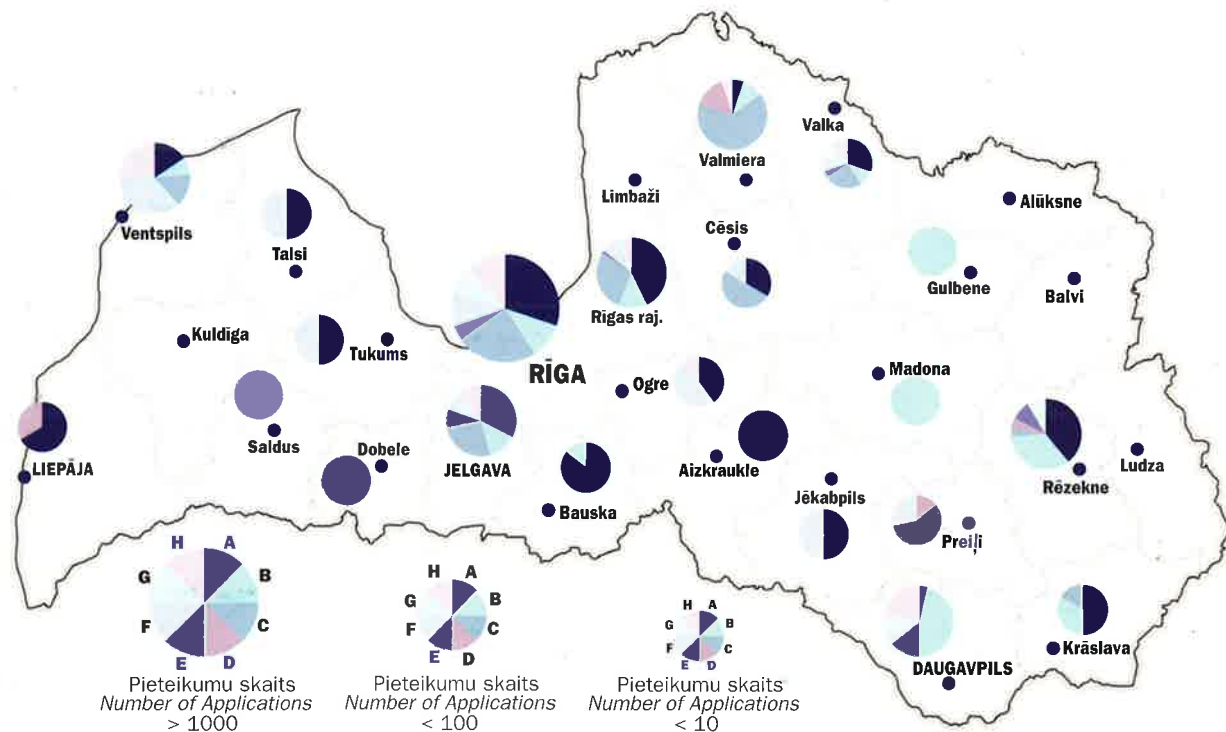 Valka
Valmiera
Limbaži
Alūksne
Ventspils
Cēsis
Talsi
Gulbene
Balvi
Rīgas raj.
Kuldīga
Tukums
RĪGA
Ogre
Madona
Saldus
Dobele
JELGAVA
LIEPĀJA
Aizkraukle
Ludza
Rēzekne
Jēkabpils
Bauska
Preiļi
Krāslava
DAUGAVPILS
H A
G B
F C
E D
Pieteikumu skaits
Number of Applications
> 1000
H A
G B
F C
E D
Pieteikumu skaits
Number of Applications
< 100
H A
G B
F C
E D
Pieteikumu skaits
Number of Applications
< 10